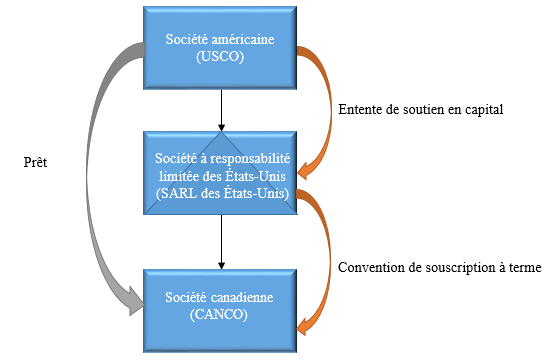 Société américaine
(USCO)
Entente de soutien en capital
Prêt
Société à responsabilité
limitée des États-Unis
(SARL des États-Unis)
Convention de souscription à terme
Société canadienne
(CANCO)